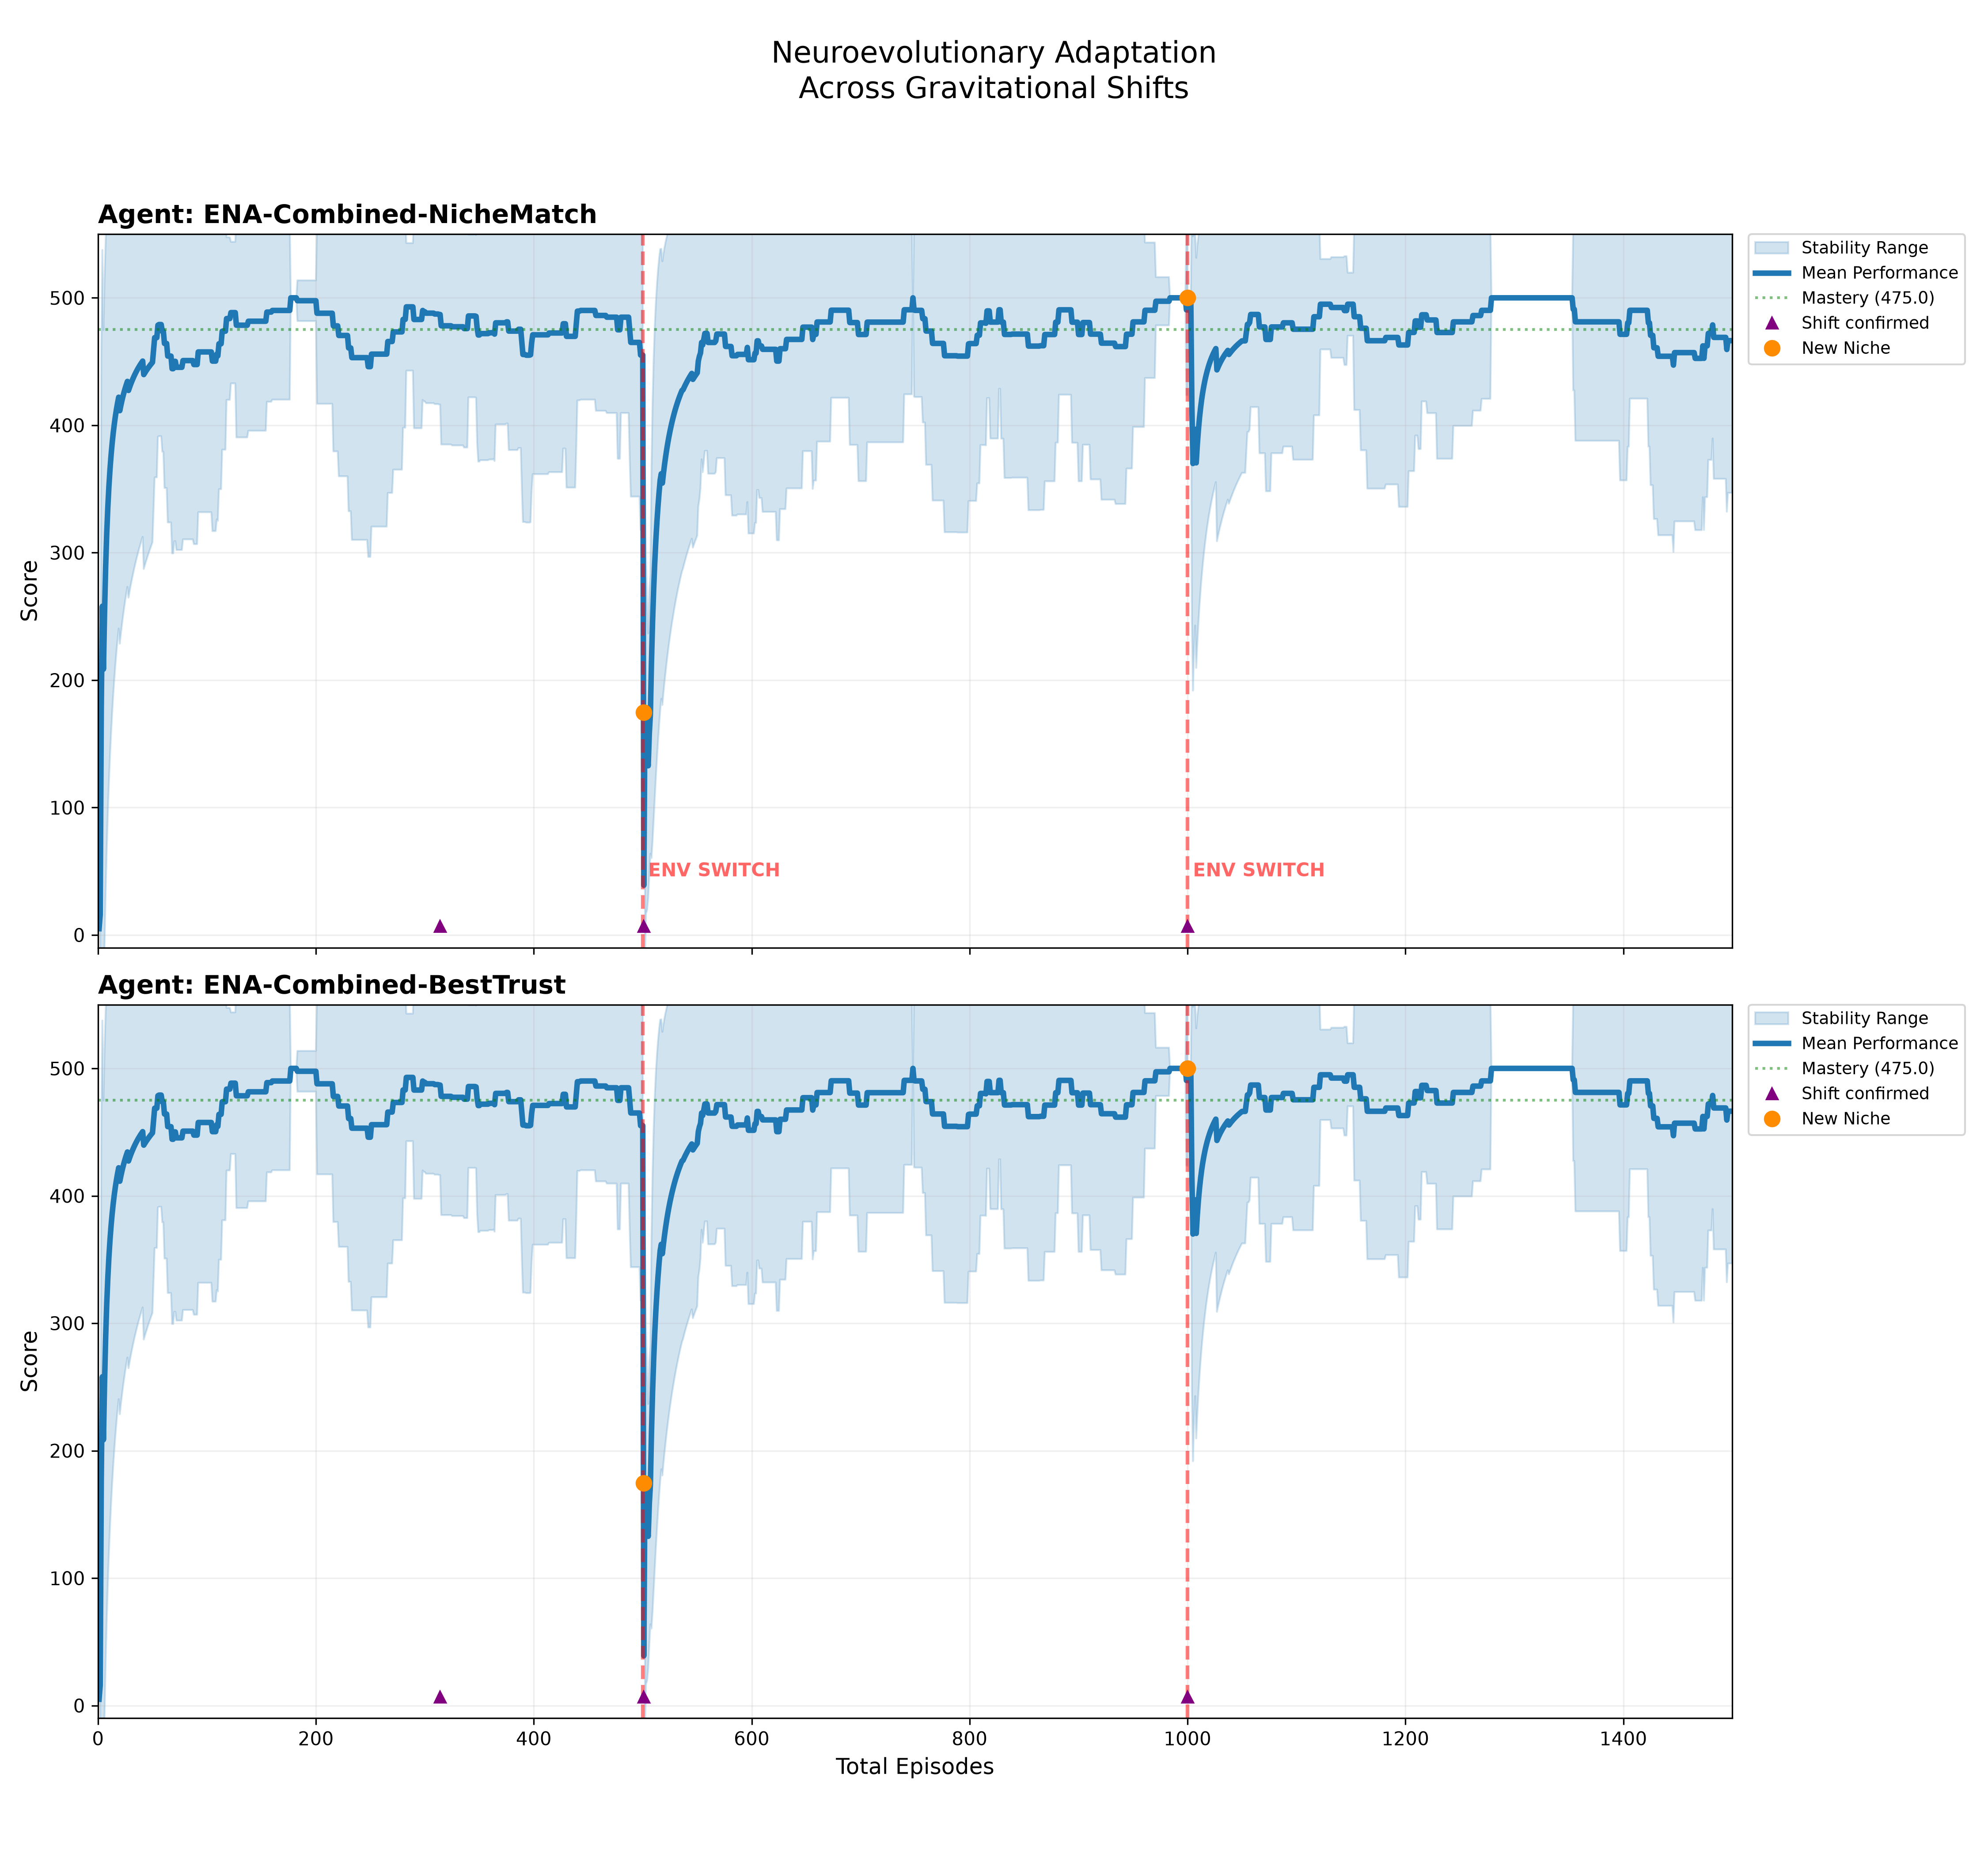 Neuroevolutionary Adaptation
Across Gravitational Shifts
Agent: ENA-Combined-NicheMatch
500
400
300
200
100
0
Score
ENV SWITCH
ENV SWITCH
Stability Range
Mean Performance
Mastery (475.0)
Shift confirmed
New Niche
Agent: ENA-Combined-BestTrust
500
400
300
200
100
0
Score
Stability Range
Mean Performance
Mastery (475.0)
Shift confirmed
New Niche
0 200 400 600 800 1000 1200 1400
Total Episodes